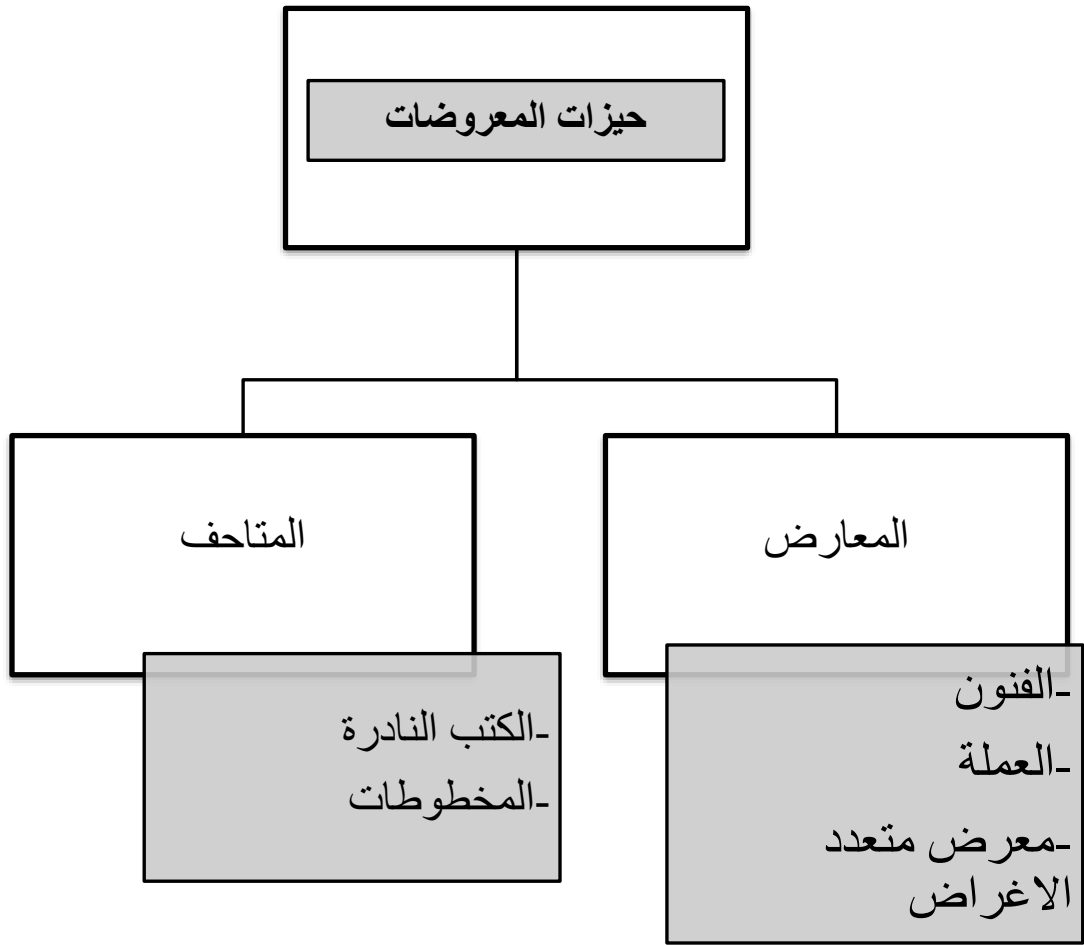 حيزات المعروضات
المعارض
-الفنون
-العملة
-معرض متعدد
الاغراض
المتاحف
-الكتب النادرة
-المخطوطات